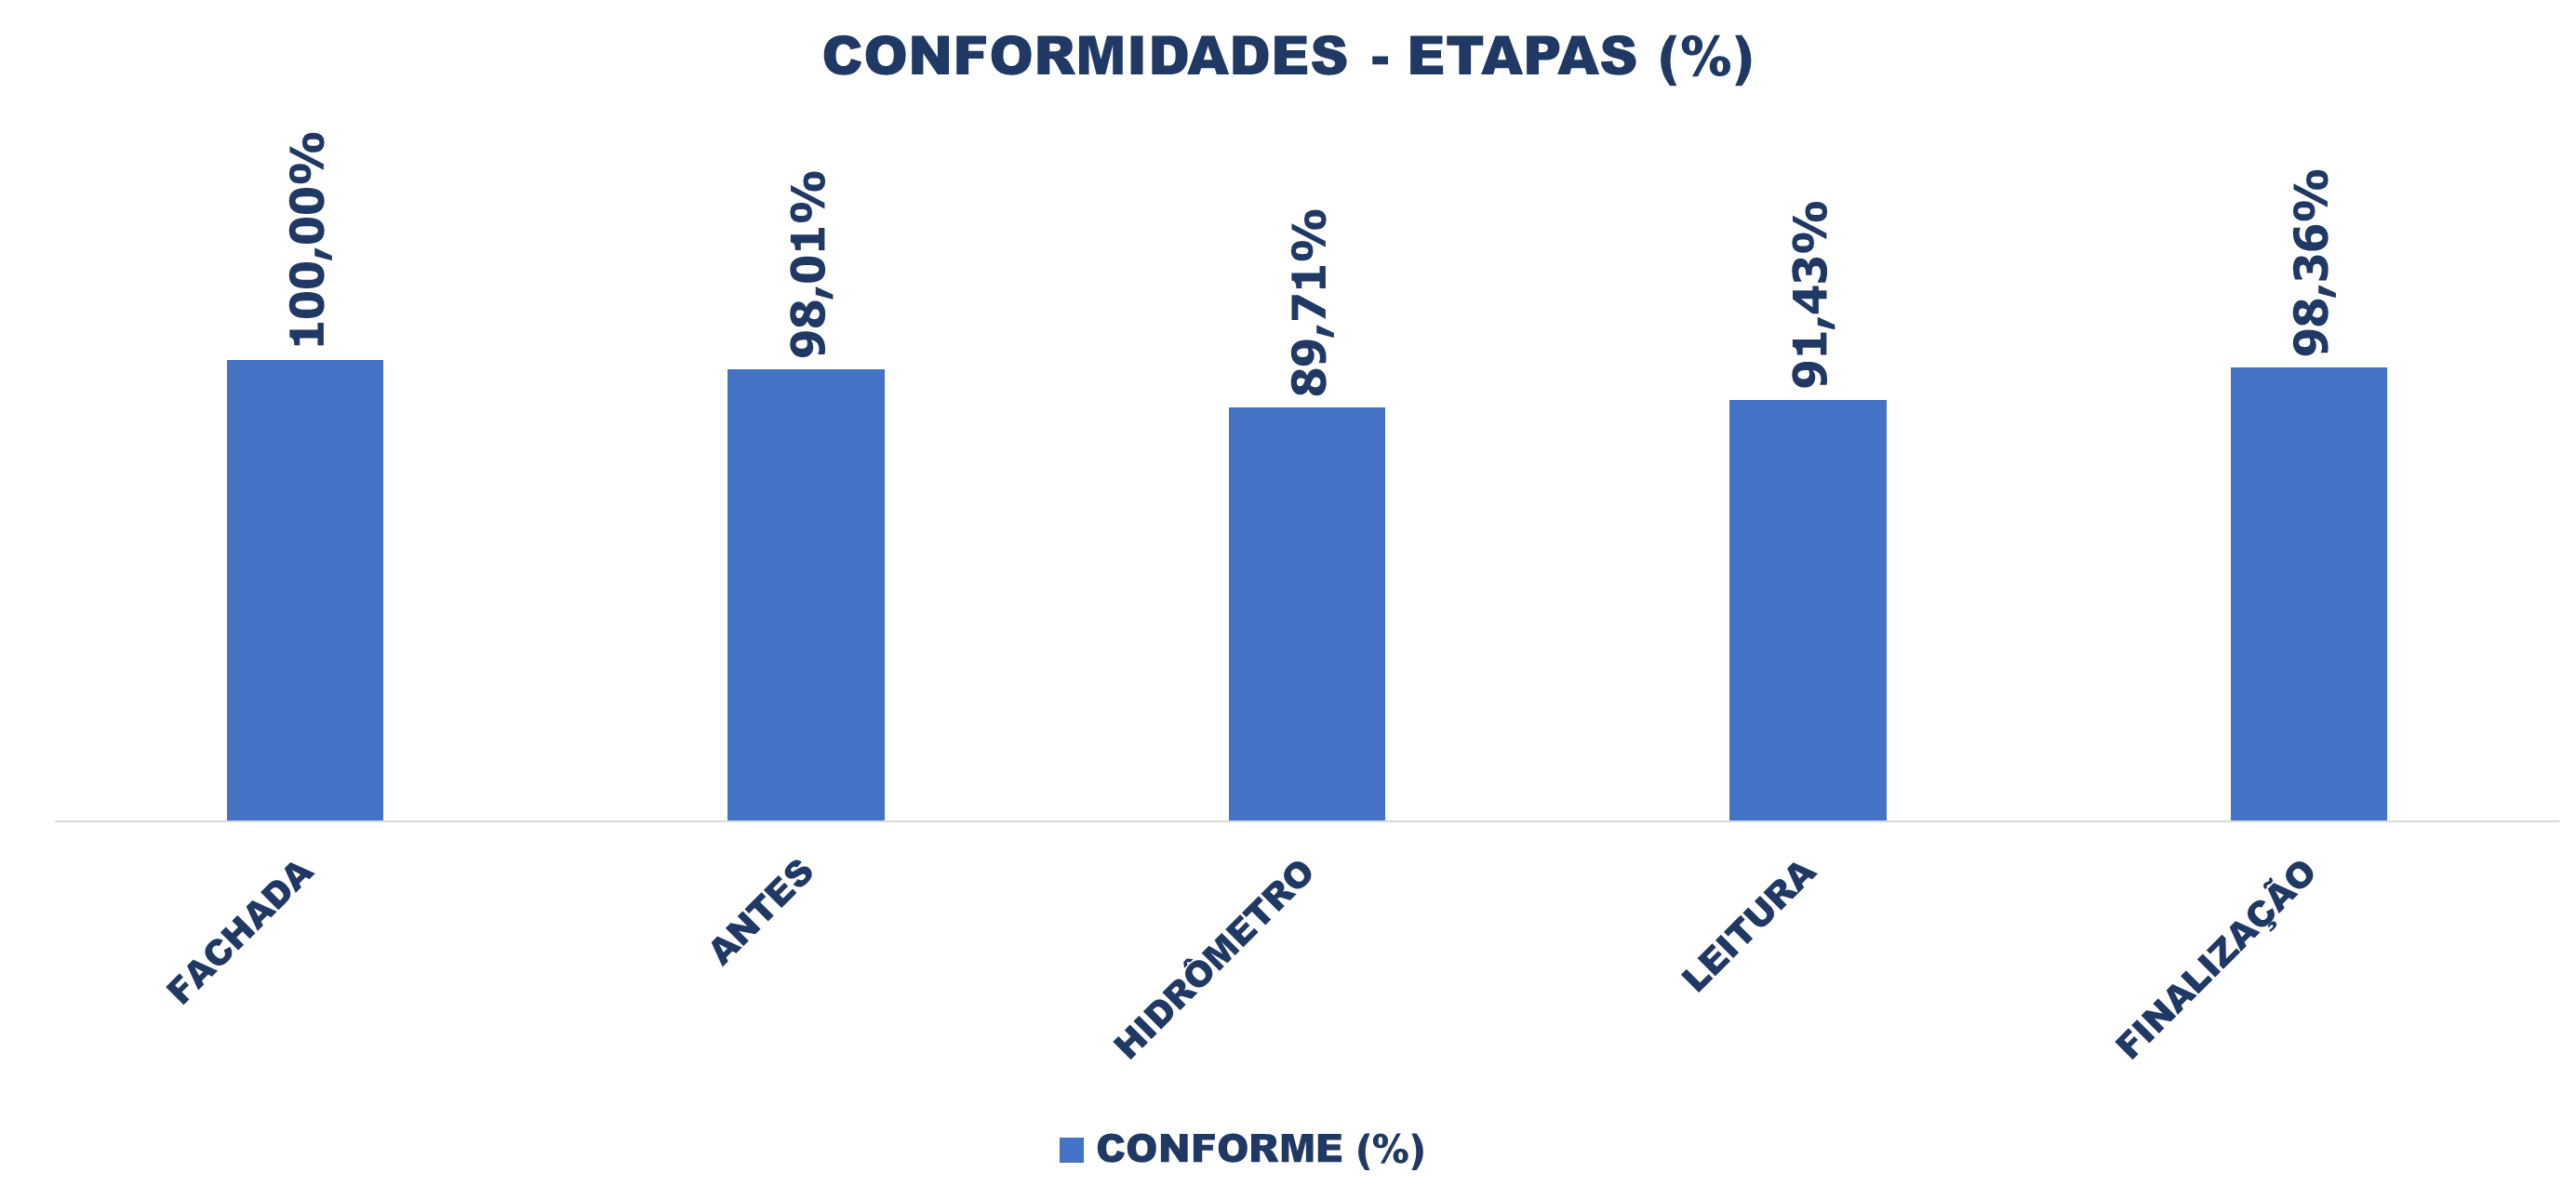 CONFORMIDADES - ETAPAS (%)
100,00%
98,01%
89,71%
91,43%
98,36%
FACHADA
ANTES
HIDRÔMETRO
LEITURA
FINALIZAÇÃO
CONFORME (%)